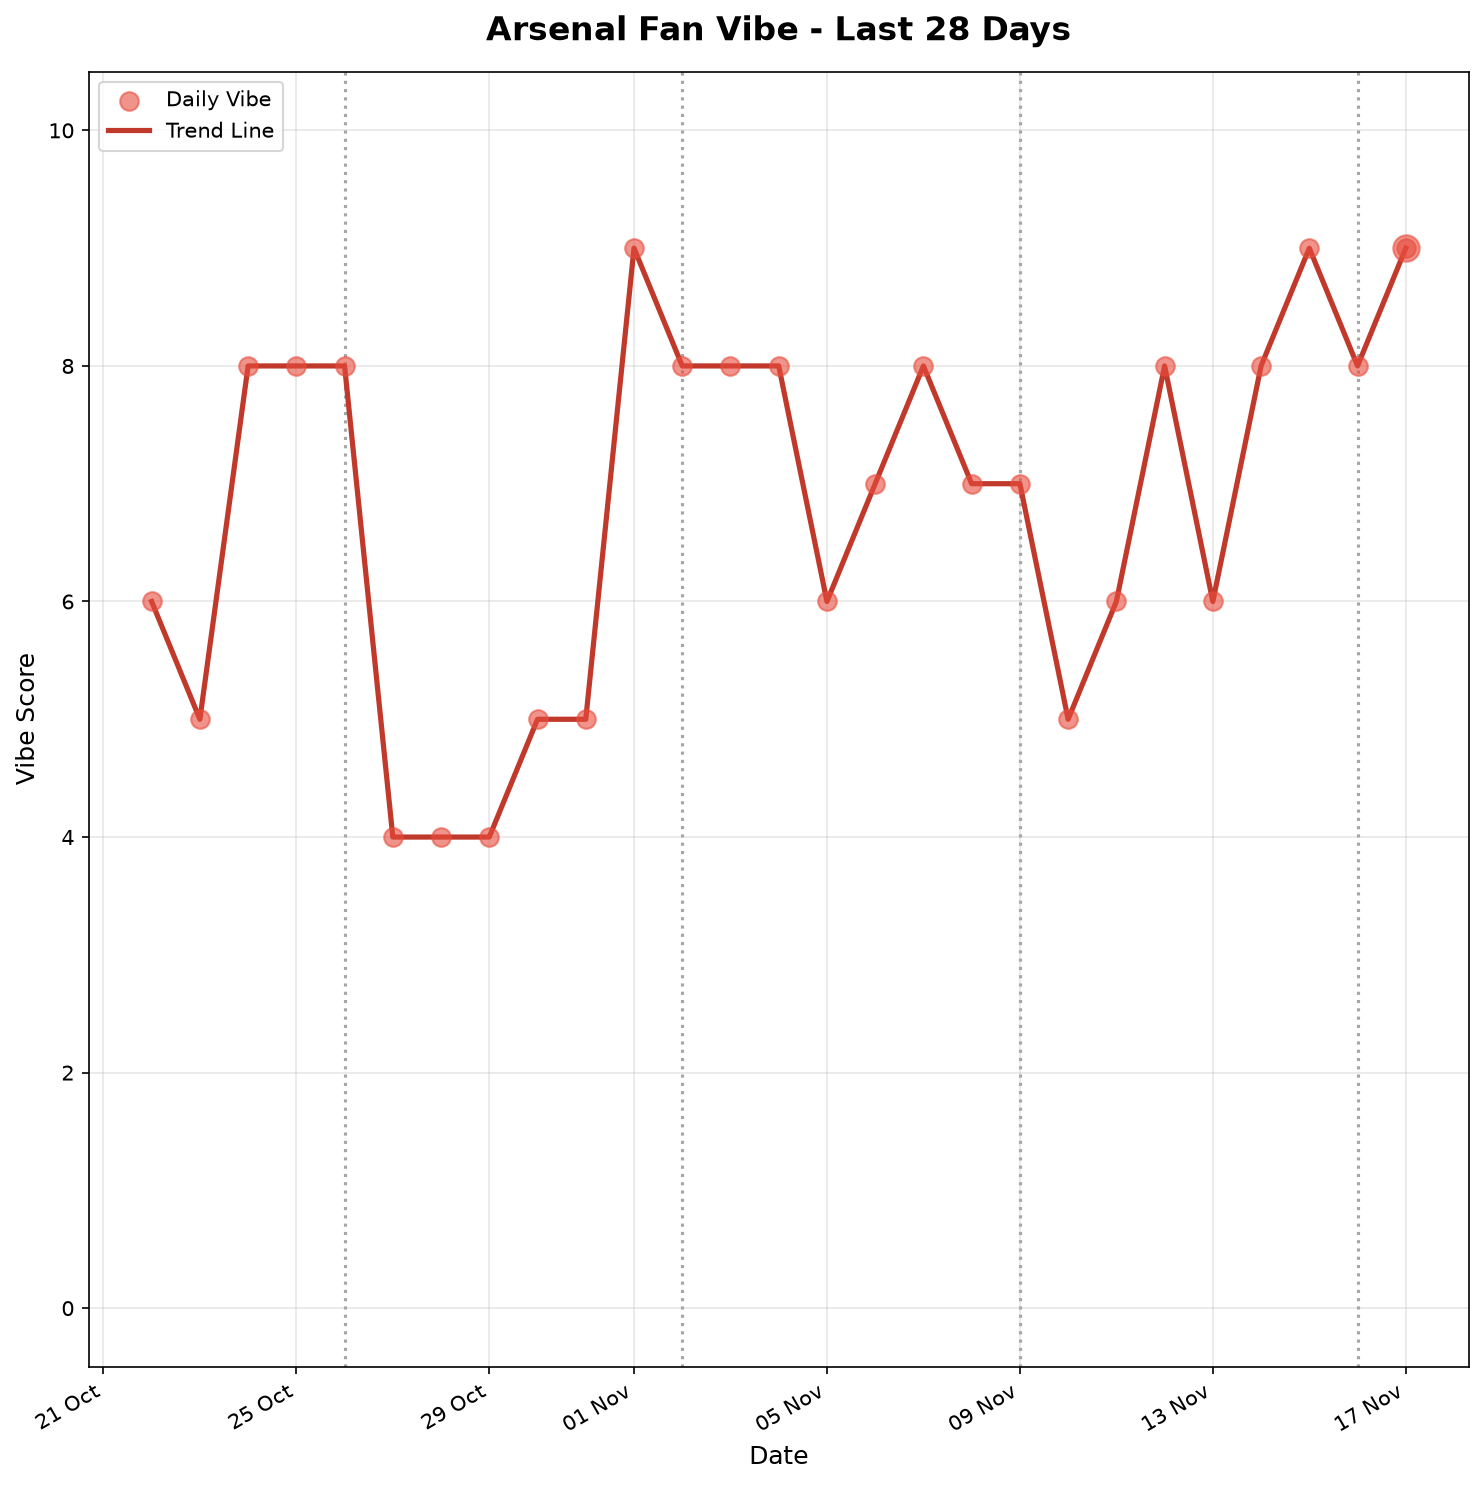 Arsenal Fan Vibe - Last 28 Days
Daily Vibe
Trend Line
10
8
6
4
2
0
Vibe Score
21 Oct
25 Oct
29 Oct
01 Nov
05 Nov
09 Nov
13 Nov
17 Nov
Date